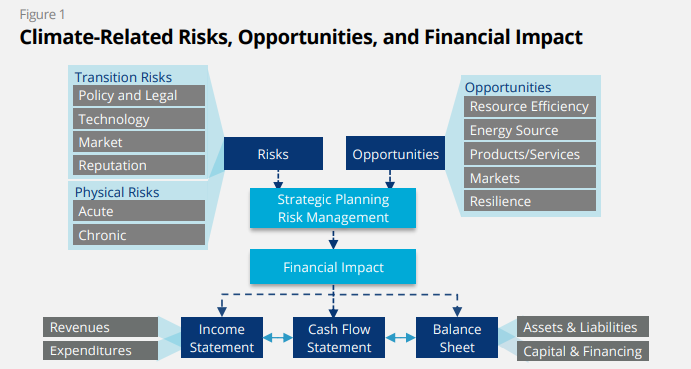 Figure 1
Climate-Related Risks, Opportunities, and Financial Impact
Transition Risks
Policy and Legal
Technology
Market
Reputation
Physical Risks
Acute
Chronic
Risks
Opportunities
Opportunities
Resource Efficiency
Energy Source
Products/Services
Markets
Resilience
Strategic Planning
Risk Management
Financial Impact
Revenues
Expenditures
Income
Statement
Cash Flow
Statement
Balance
Sheet
Assets & Liabilities
Capital & Financing